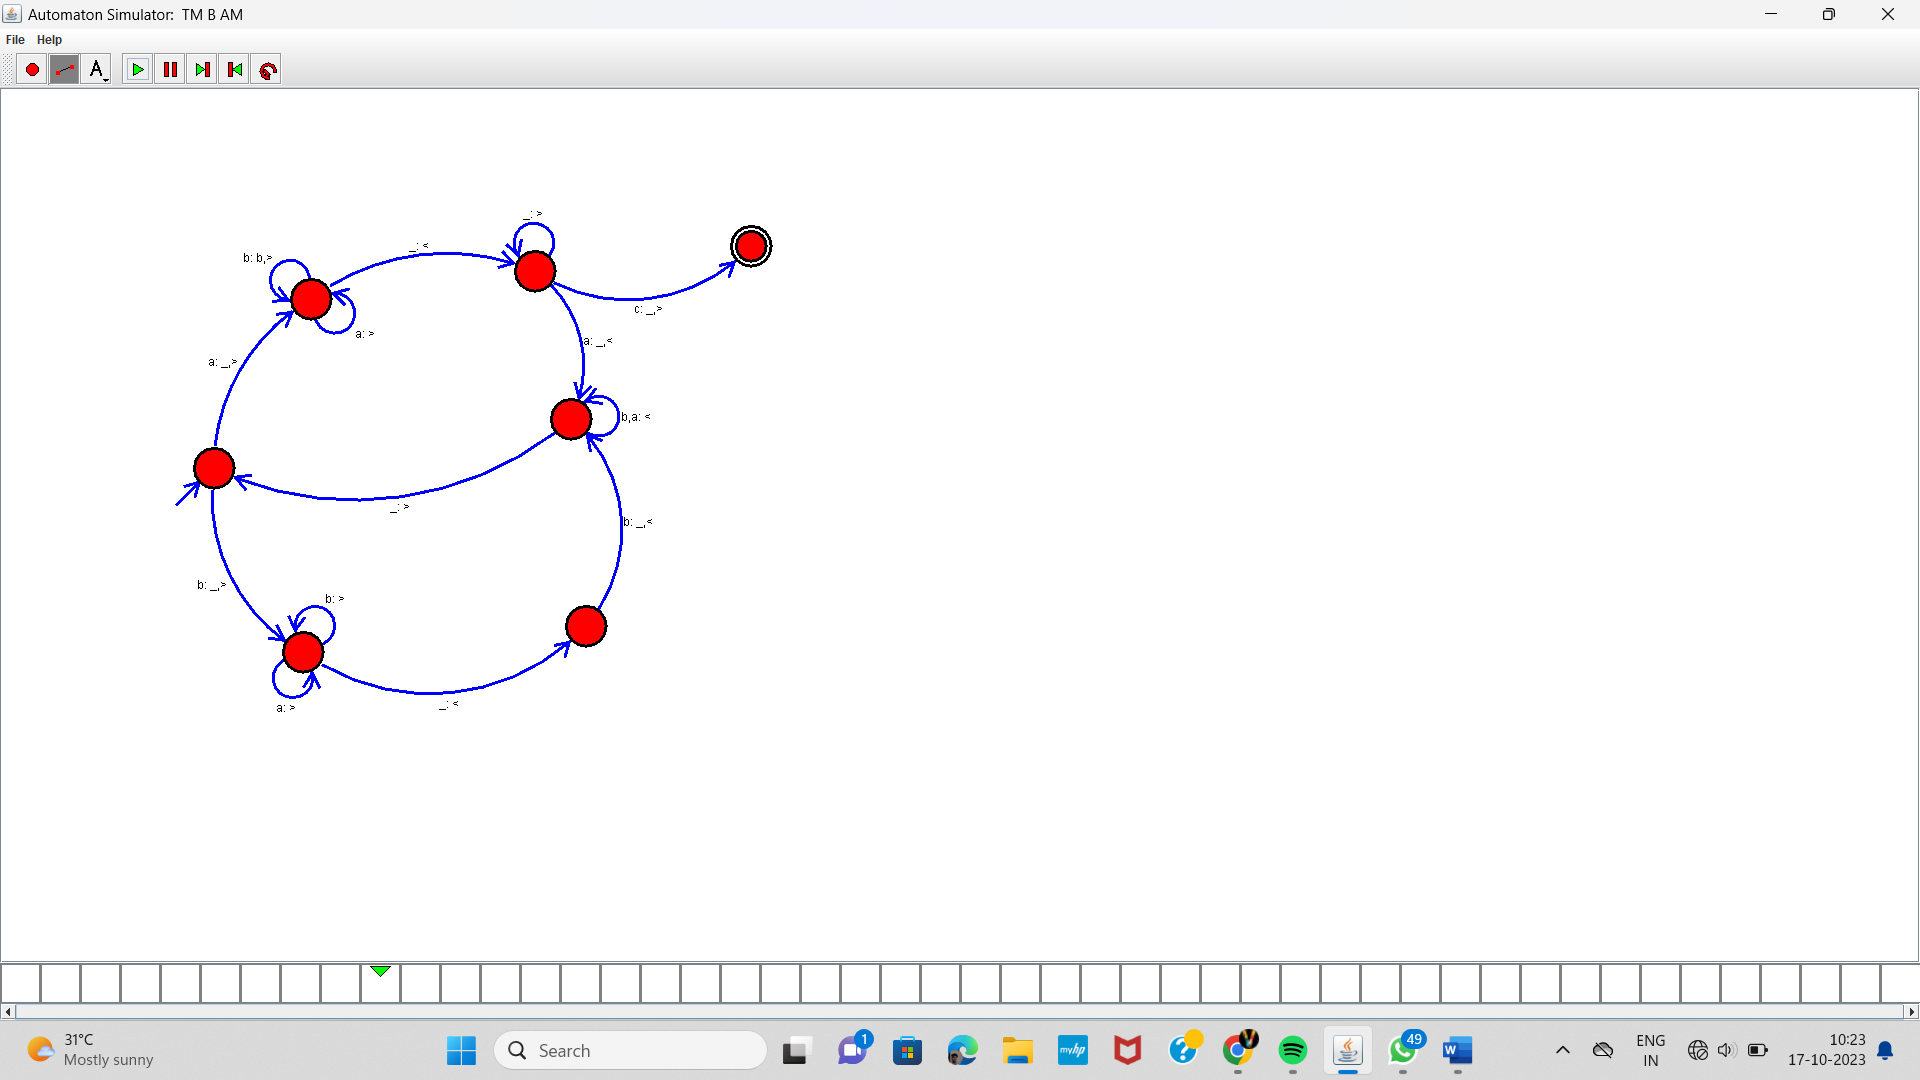 Automaton Simulator: TM B AM
File Help
A
_: >
_: <
b: b,>
c: _,>
a: >
a: _,<
a: _,>
b,a: <
_: >
b: _,<
b: _,>
b: >
_: <
a: >
31°C
Mostly sunny
Search
1
myhp
49
ENG
IN
10:23
17-10-2023